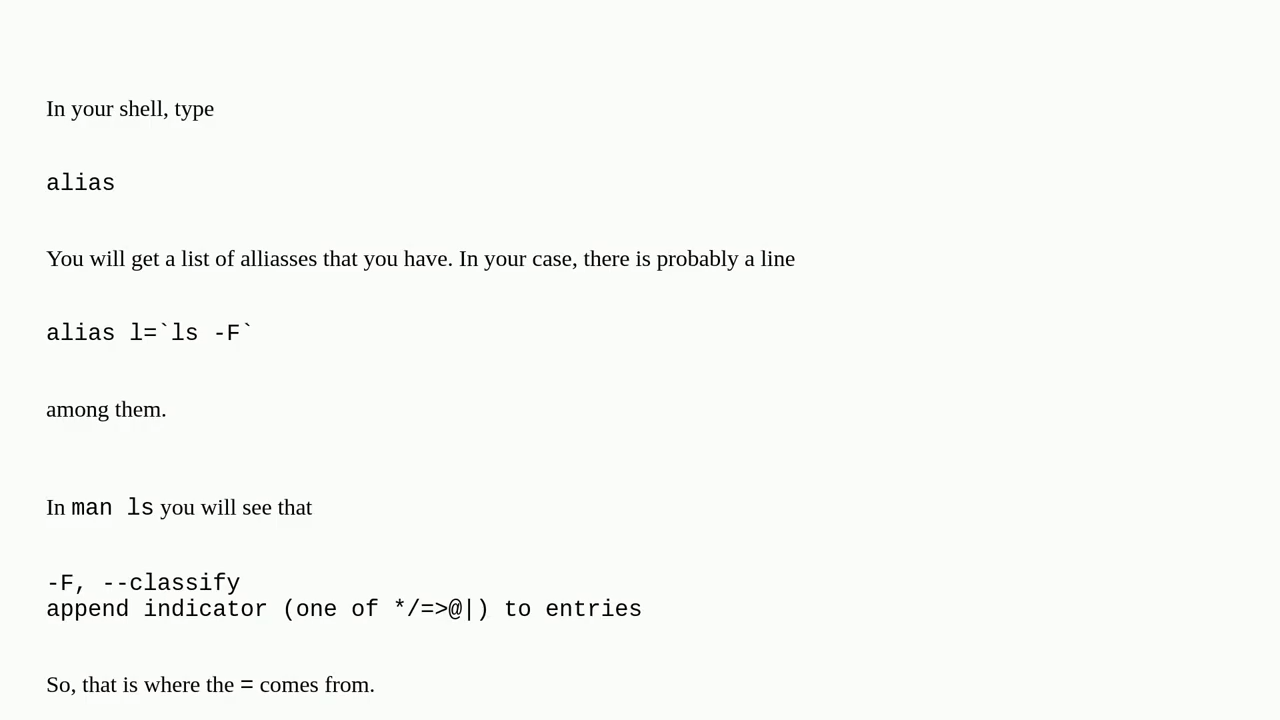 In your shell, type
alias
You will get a list of alliasses that you have. In your case, there is probably a line
alias l=`ls -F`
among them.
In man ls you will see that
-F, --classify
append indicator (one of */=>@|) to entries
So, that is where the = comes from.